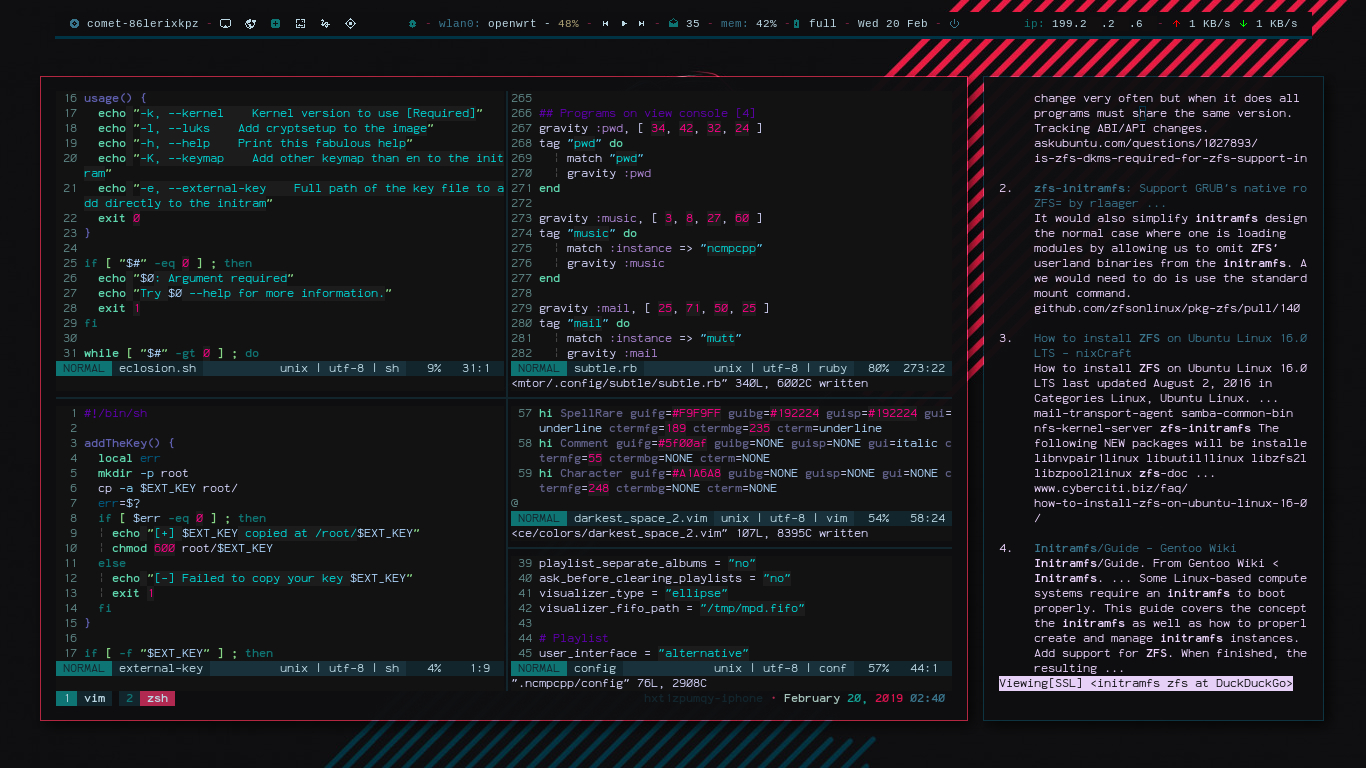 comet-86lerixkpz - - wlan0: openwrt - 48% - - 35 - mem: 42% - full - Wed 20 Feb - ip: 199.2 .2 .6 - ↑ 1 KB/s ↓ 1 KB/s
16 usage() {
17 echo "-k, --kernel Kernel version to use [Required]"
18 echo "-l, --luks Add cryptsetup to the image"
19 echo "-h, --help Print this fabulous help"
20 echo "-K, --keymap Add other keymap than en to the init
ram"
21 echo "-e, --external-key Full path of the key file to a
dd directly to the initram"
22 exit 0
23 }
24
25 if [ "$#" -eq 0 ] ; then
26 echo "$0: Argument required"
27 echo "Try $0 --help for more information."
28 exit 1
29 fi
30
31 while [ "$#" -gt 0 ] ; do
NORMAL eclosion.sh unix | utf-8 | sh 9% 31:1
1 #!/bin/sh
2
3 addTheKey() {
4 local err
5 mkdir -p root
6 cp -a $EXT_KEY root/
7 err=$?
8 if [ $err -eq 0 ] ; then
9 ¦ echo "[+] $EXT_KEY copied at /root/$EXT_KEY"
10 ¦ chmod 600 root/$EXT_KEY
11 else
12 ¦ echo "[-] Failed to copy your key $EXT_KEY"
13 ¦ exit 1
14 fi
15 }
16
17 if [ -f "$EXT_KEY" ] ; then
NORMAL external-key unix | utf-8 | sh 4% 1:9
265
266 ## Programs on view console [4]
267 gravity :pwd, [ 34, 42, 32, 24 ]
268 tag "pwd" do
269 ¦ match "pwd"
270 ¦ gravity :pwd
271 end
272
273 gravity :music, [ 3, 8, 27, 60 ]
274 tag "music" do
275 ¦ match :instance => "ncmpcpp"
276 ¦ gravity :music
277 end
278
279 gravity :mail, [ 25, 71, 50, 25 ]
280 tag "mail" do
281 ¦ match :instance => "mutt"
282 ¦ gravity :mail
NORMAL subtle.rb unix | utf-8 | ruby 80% 273:22
<mtor/.config/subtle/subtle.rb" 340L, 6002C written
57 hi SpellRare guifg=#F9F9FF guibg=#192224 guisp=#192224 gui=
underline ctermfg=189 ctermbg=235 cterm=underline
58 hi Comment guifg=#5f00af guibg=NONE guisp=NONE gui=italic c
termfg=55 ctermbg=NONE cterm=NONE
59 hi Character guifg=#A1A6A8 guibg=NONE guisp=NONE gui=NONE c
termfg=248 ctermbg=NONE cterm=NONE
@
NORMAL darkest_space_2.vim unix | utf-8 | vim 54% 58:24
<ce/colors/darkest_space_2.vim" 107L, 8395C written
39 playlist_separate_albums = "no"
40 ask_before_clearing_playlists = "no"
41 visualizer_type = "ellipse"
42 visualizer_fifo_path = "/tmp/mpd.fifo"
43
44 # Playlist
45 user_interface = "alternative"
NORMAL config unix | utf-8 | conf 57% 44:1
".ncmpcpp/config" 76L, 2908C
1 vim 2 zsh hxtlzpumqy-iphone · February 20, 2019 02:40
change very often but when it does all
programs must share the same version.
Tracking ABI/API changes.
askubuntu.com/questions/1027893/
is-zfs-dkms-required-for-zfs-support-in
2. zfs-initramfs: Support GRUB's native ro
ZFS= by rlaager ...
It would also simplify initramfs design
the normal case where one is loading
modules by allowing us to omit ZFS'
userland binaries from the initramfs. A
we would need to do is use the standard
mount command.
github.com/zfsonlinux/pkg-zfs/pull/140
3. How to install ZFS on Ubuntu Linux 16.0
LTS - nixCraft
How to install ZFS on Ubuntu Linux 16.0
LTS last updated August 2, 2016 in
Categories Linux, Ubuntu Linux. ...
mail-transport-agent samba-common-bin
nfs-kernel-server zfs-initramfs The
following NEW packages will be installe
libnvpair1linux libuutil1linux libzfs2l
libzpool2linux zfs-doc ...
www.cyberciti.biz/faq/
how-to-install-zfs-on-ubuntu-linux-16-0
/
4. Initramfs/Guide - Gentoo Wiki
Initramfs/Guide. From Gentoo Wiki <
Initramfs. ... Some Linux-based compute
systems require an initramfs to boot
properly. This guide covers the concept
the initramfs as well as how to properl
create and manage initramfs instances.
Add support for ZFS. When finished, the
resulting ...
Viewing[SSL] <initramfs zfs at DuckDuckGo>